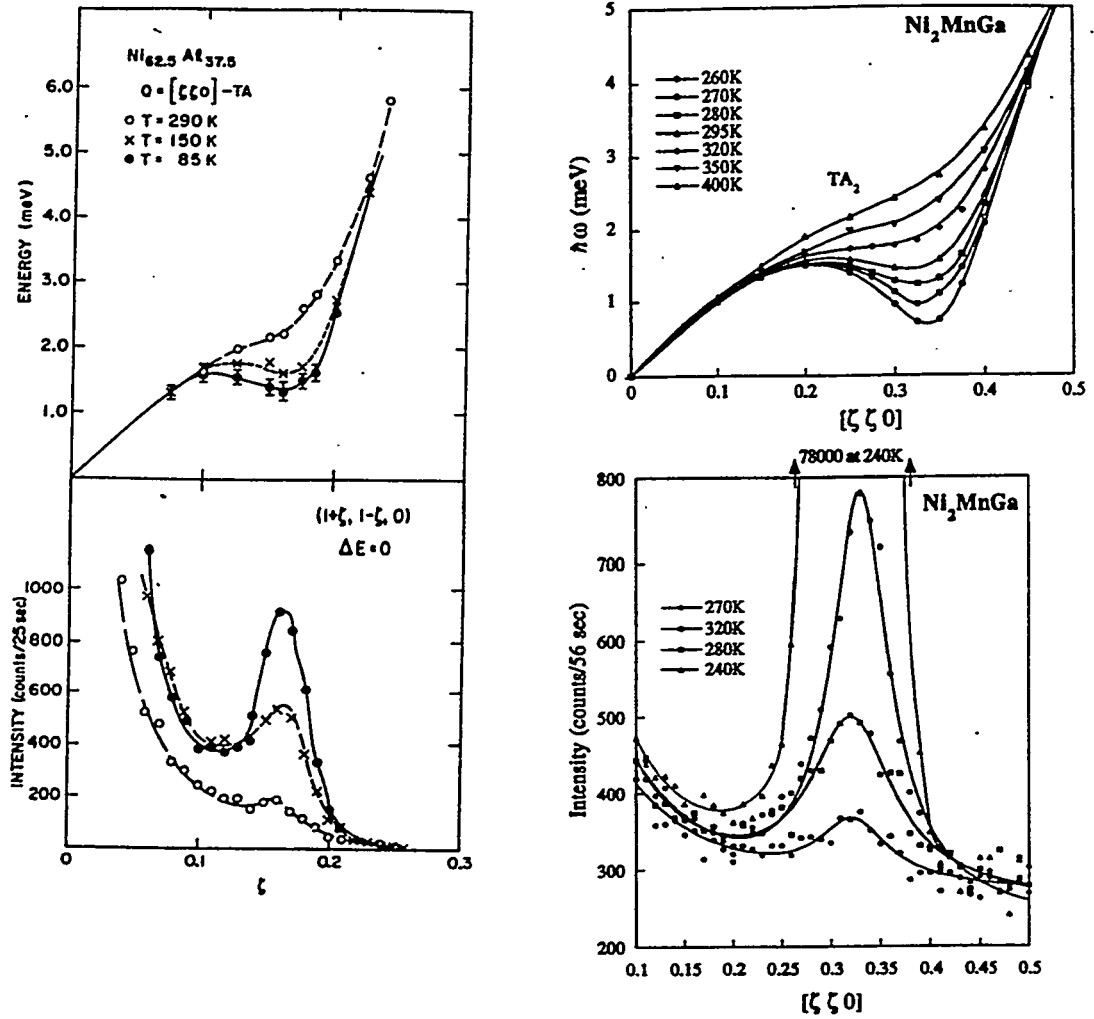 Ni62.5 Al37.5
Q = [ζζ0] -TA
o T = 290 K
× T = 150 K
● T = 85 K
ENERGY (meV)
6.0
5.0
4.0
3.0
2.0
1.0
(1+ζ, 1-ζ, 0)
ΔE = 0
INTENSITY (counts/25 sec)
1000
800
600
400
200
0
0.1
0.2
0.3
ζ
Ni2MnGa
260K
270K
280K
295K
320K
350K
400K
TA2
ħω (meV)
5
4
3
2
1
0
0
0.1
0.2
0.3
0.4
0.5
[ζ ζ 0]
78000 at 240K
Ni2MnGa
270K
320K
280K
240K
Intensity (counts/56 sec)
800
700
600
500
400
300
200
0.1
0.15
0.2
0.25
0.3
0.35
0.4
0.45
0.5
[ζ ζ 0]